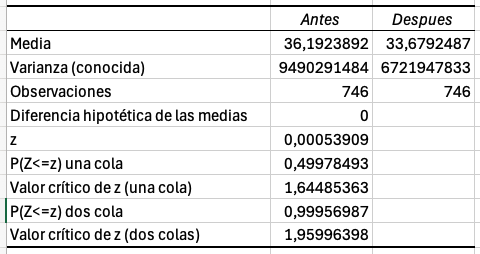 Antes Despues
Media 36,1923892 33,6792487
Varianza (conocida) 9490291484 6721947833
Observaciones 746 746
Diferencia hipotética de las medias 0
z 0,00053909
P(Z<=z) una cola 0,49978493
Valor crítico de z (una cola) 1,64485363
P(Z<=z) dos cola 0,99956987
Valor crítico de z (dos colas) 1,95996398